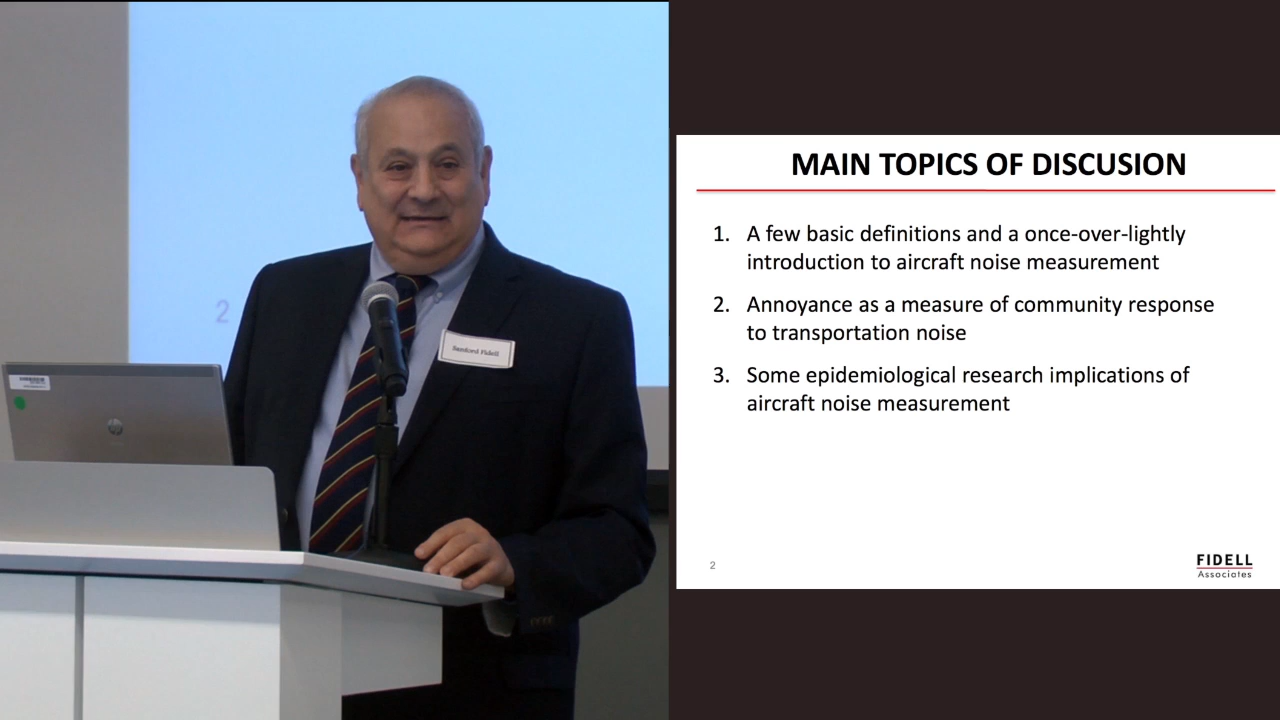 2
Sanford Fidell
hp
MAIN TOPICS OF DISCUSION
1. A few basic definitions and a once-over-lightly
introduction to aircraft noise measurement
2. Annoyance as a measure of community response
to transportation noise
3. Some epidemiological research implications of
aircraft noise measurement
2
FIDELL
Associates